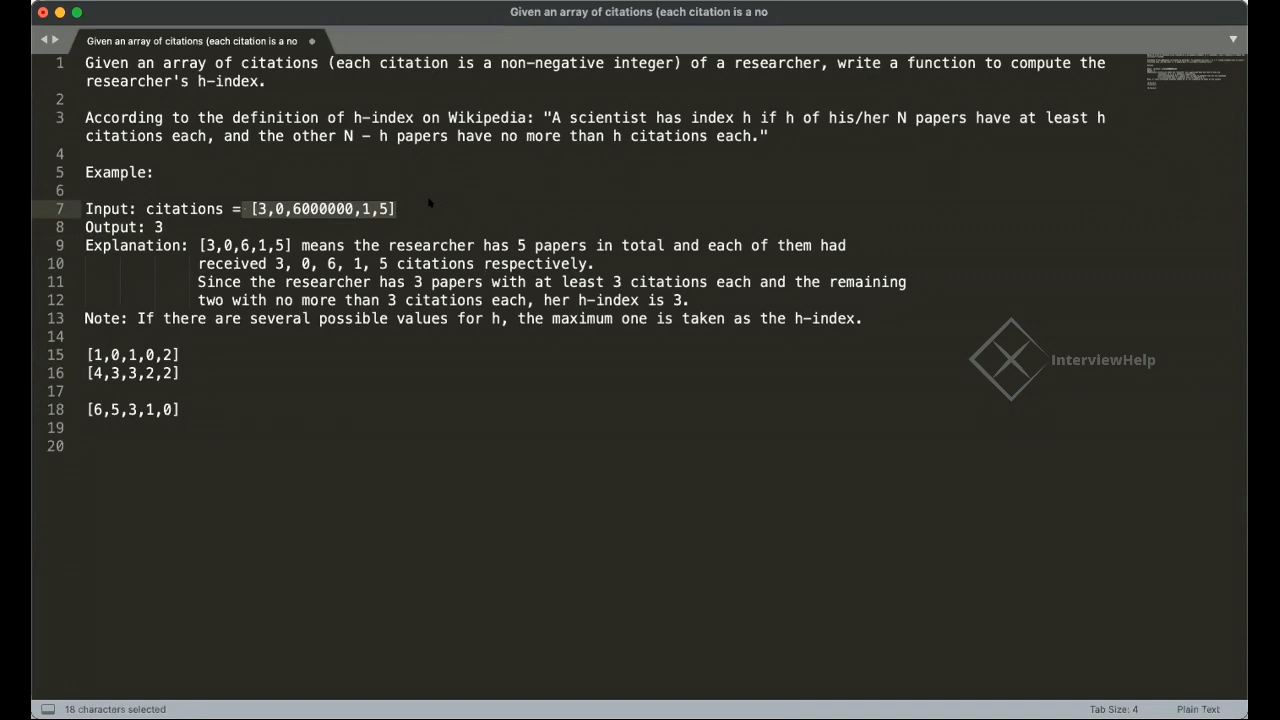 Given an array of citations (each citation is a no
Given an array of citations (each citation is a no
1 Given an array of citations (each citation is a non-negative integer) of a researcher, write a function to compute the
researcher's h-index.
2
3 According to the definition of h-index on Wikipedia: "A scientist has index h if h of his/her N papers have at least h
citations each, and the other N - h papers have no more than h citations each."
4
5 Example:
6
7 Input: citations = [3,0,6000000,1,5]
8 Output: 3
9 Explanation: [3,0,6,1,5] means the researcher has 5 papers in total and each of them had
10 received 3, 0, 6, 1, 5 citations respectively.
11 Since the researcher has 3 papers with at least 3 citations each and the remaining
12 two with no more than 3 citations each, her h-index is 3.
13 Note: If there are several possible values for h, the maximum one is taken as the h-index.
14
15 [1,0,1,0,2]
16 [4,3,3,2,2]
17
18 [6,5,3,1,0]
19
20
InterviewHelp
18 characters selected
Tab Size: 4
Plain Text